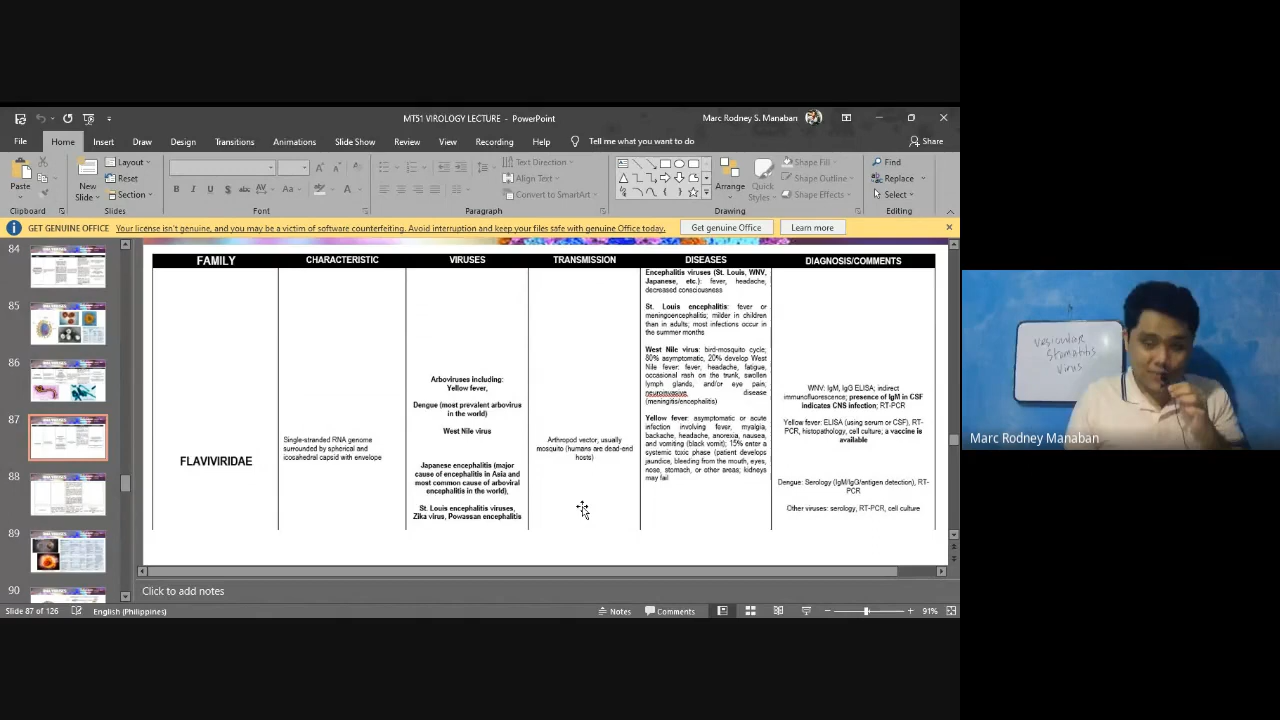 MT51 VIROLOGY LECTURE - PowerPoint
Marc Rodney S. Manaban
File Home Insert Draw Design Transitions Animations Slide Show Review View Recording Help Tell me what you want to do Share
Paste
Clipboard
New
Slide
Layout
Reset
Section
Slides
B I U S abc AV Aa A
Font
Text Direction
Align Text
Convert to SmartArt
Paragraph
Arrange
Quick
Styles
Shape Fill
Shape Outline
Shape Effects
Drawing
Find
Replace
Select
Editing
GET GENUINE OFFICE Your license isn't genuine, and you may be a victim of software counterfeiting. Avoid interruption and keep your files safe with genuine Office today. Get genuine Office Learn more
84
85
86
87
88
89
90
FAMILY CHARACTERISTIC VIRUSES TRANSMISSION DISEASES DIAGNOSIS/COMMENTS
FLAVIVIRIDAE
Single-stranded RNA genome
surrounded by spherical and
icosahedral capsid with envelope
Arboviruses including:
Yellow fever,
Dengue (most prevalent arbovirus
in the world)
West Nile virus
Japanese encephalitis (major
cause of encephalitis in Asia and
most common cause of arboviral
encephalitis in the world),
St. Louis encephalitis viruses,
Zika virus, Powassan encephalitis
Arthropod vector, usually
mosquito (humans are dead-end
hosts)
Encephalitis viruses (St. Louis, WNV,
Japanese, etc.): fever, headache,
decreased consciousness
St. Louis encephalitis: fever or
meningoencephalitis; milder in children
than in adults; most infections occur in
the summer months
West Nile virus: bird-mosquito cycle;
80% asymptomatic, 20% develop West
Nile fever: fever, headache, fatigue,
occasional rash on the trunk, swollen
lymph glands, and/or eye pain;
neuroinvasive disease
(meningitis/encephalitis)
Yellow fever: asymptomatic or acute
infection involving fever, myalgia,
backache, headache, anorexia, nausea,
and vomiting (black vomit); 15% enter a
systemic toxic phase (patient develops
jaundice, bleeding from the mouth, eyes,
nose, stomach, or other areas; kidneys
may fail
WNV: IgM, IgG ELISA; indirect
immunofluorescence; presence of IgM in CSF
indicates CNS infection; RT-PCR
Yellow fever: ELISA (using serum or CSF), RT-
PCR, histopathology, cell culture; a vaccine is
available
Dengue: Serology (IgM/IgG/antigen detection), RT-
PCR
Other viruses: serology, RT-PCR, cell culture
Click to add notes
Slide 87 of 126 English (Philippines) Notes Comments 91%
Vesicular
Stomatitis
Virus
Marc Rodney Manaban